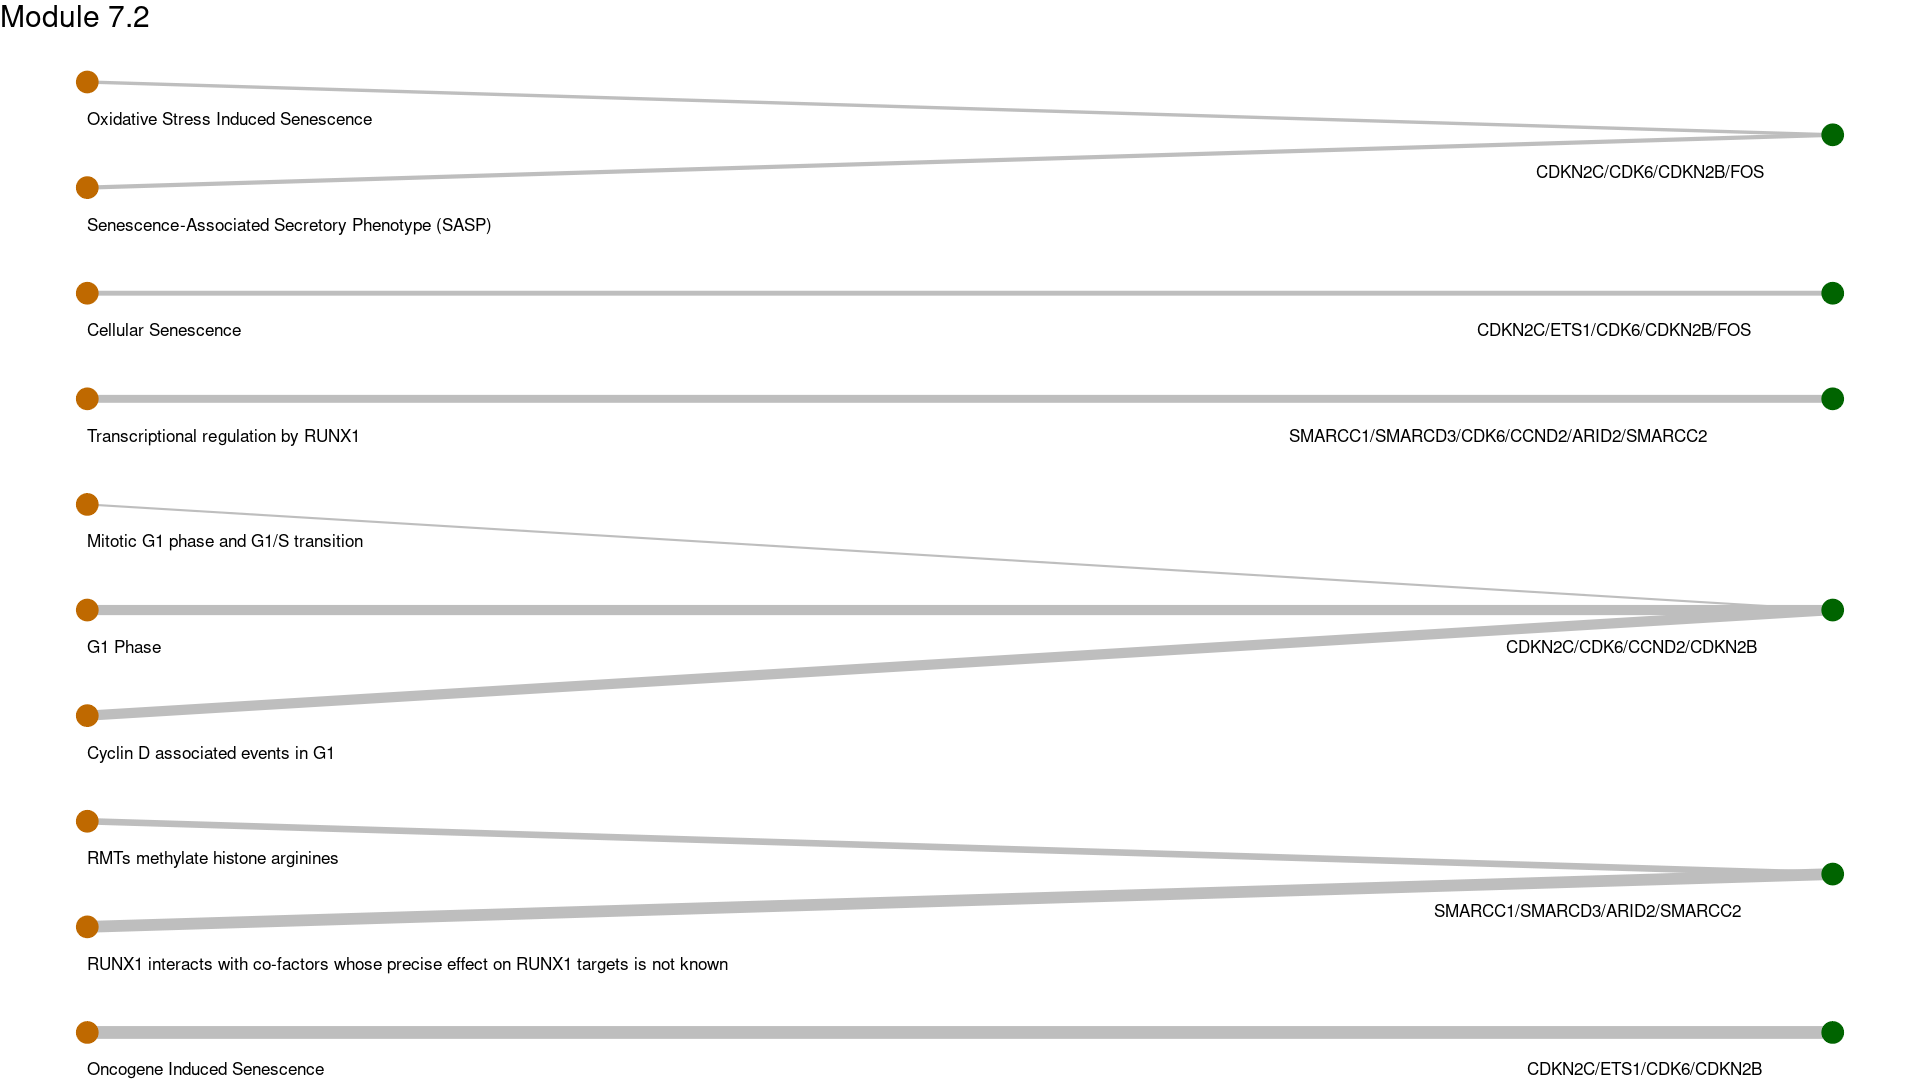 Module 7.2
Oxidative Stress Induced Senescence
CDKN2C/CDK6/CDKN2B/FOS
Senescence-Associated Secretory Phenotype (SASP)
Cellular Senescence
CDKN2C/ETS1/CDK6/CDKN2B/FOS
Transcriptional regulation by RUNX1
SMARCC1/SMARCD3/CDK6/CCND2/ARID2/SMARCC2
Mitotic G1 phase and G1/S transition
G1 Phase
CDKN2C/CDK6/CCND2/CDKN2B
Cyclin D associated events in G1
RMTs methylate histone arginines
SMARCC1/SMARCD3/ARID2/SMARCC2
RUNX1 interacts with co-factors whose precise effect on RUNX1 targets is not known
Oncogene Induced Senescence
CDKN2C/ETS1/CDK6/CDKN2B